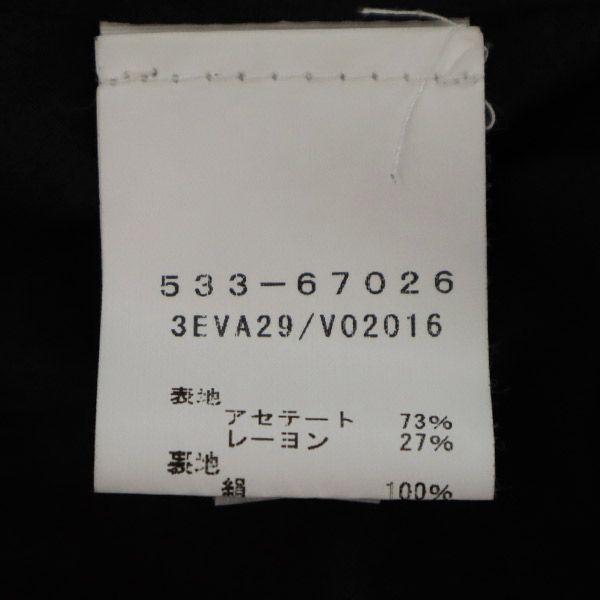 533-67026
3EVA29/V02016
表地
アセテート 73%
レーヨン 27%
裏地
絹 100%